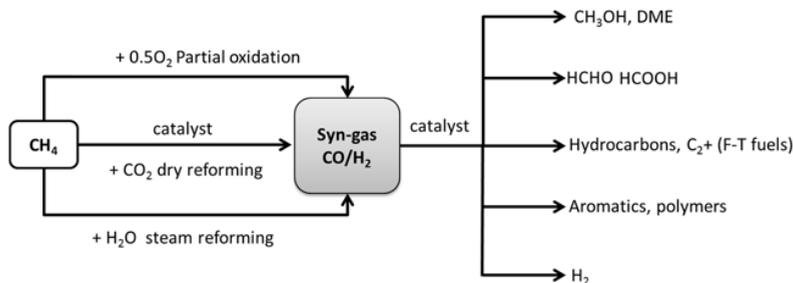 CH₃OH, DME
+ 0.5O₂ Partial oxidation
HCHO HCOOH
catalyst
Syn-gas
catalyst
CH₄
CO/H₂
Hydrocarbons, C₂+ (F-T fuels)
+ CO₂ dry reforming
Aromatics, polymers
+ H₂O steam reforming
H₂